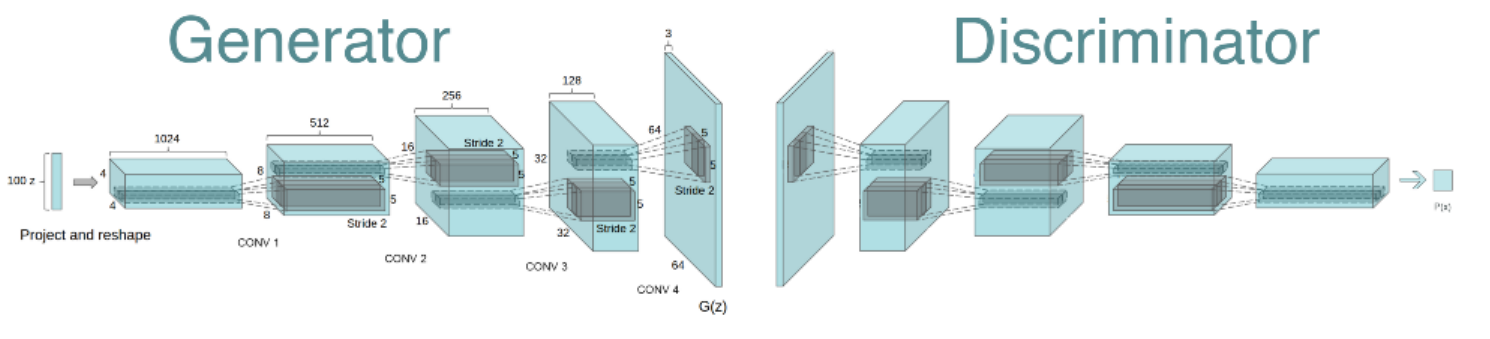 Generator
Discriminator
3
128
256
512
1024
64
5
5
16
Stride 2
5
5
32
8
5
5
4
4
100 z
5
5
Stride 2
8
Stride 2
16
32
Stride 2
64
Project and reshape
CONV 1
CONV 2
CONV 3
CONV 4
G(z)
P(x)